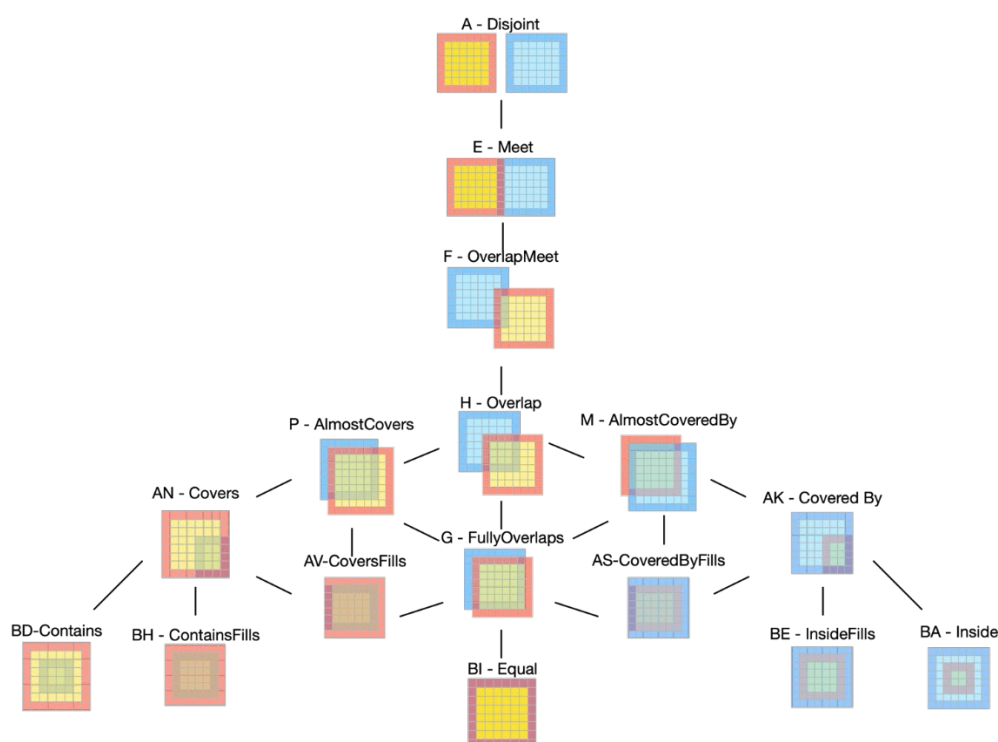 A - Disjoint
E - Meet
F - OverlapMeet
H - Overlap
P - AlmostCovers
M - AlmostCoveredBy
AN - Covers
AK - Covered By
G - FullyOverlaps
AV-CoversFills
AS-CoveredByFills
BD-Contains
BH - ContainsFills
BE - InsideFills
BA - Inside
BI - Equal